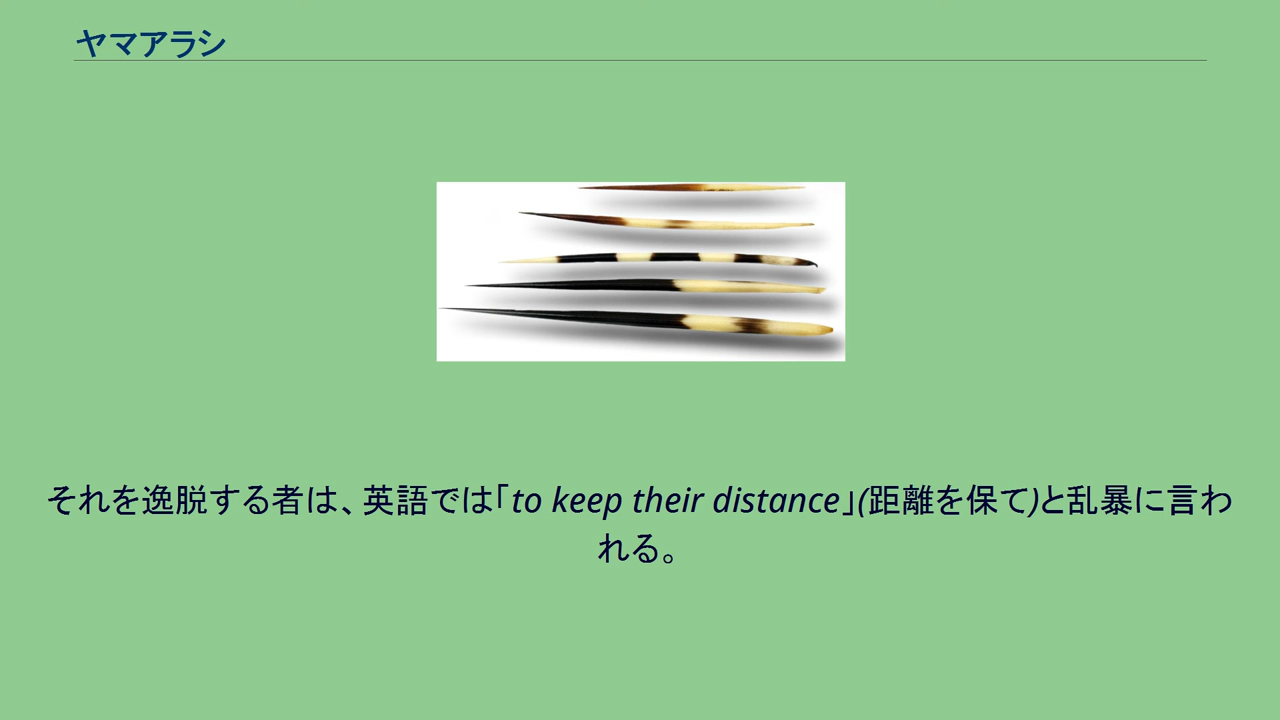 ヤマアラシ
それを逸脱する者は、英語では「to keep their distance」(距離を保て)と乱暴に言わ
れる。